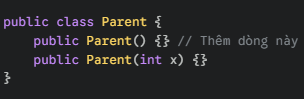 public class Parent {
    public Parent() {} // Thêm dòng này
    public Parent(int x) {}
}